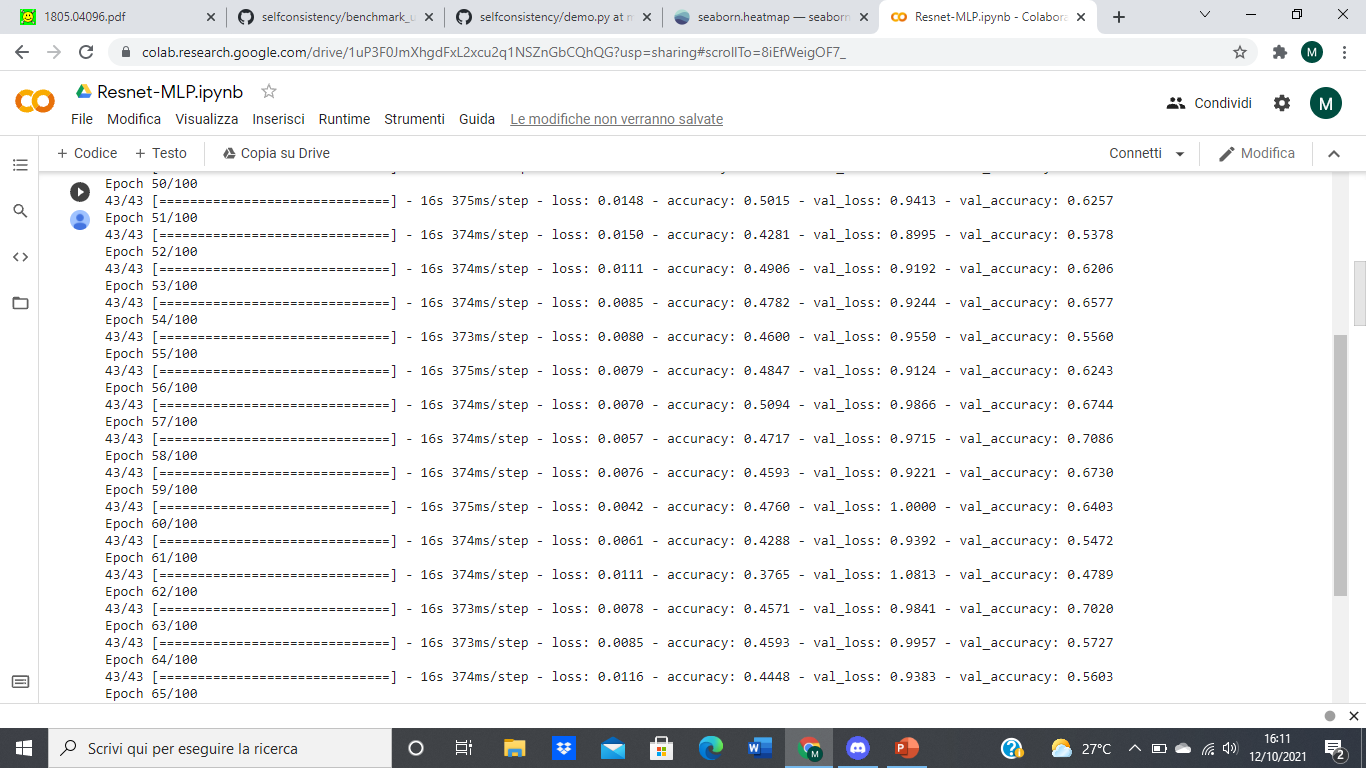 1805.04096.pdf
selfconsistency/benchmark_u
selfconsistency/demo.py at m
seaborn.heatmap — seaborn
Resnet-MLP.ipynb - Colabora
colab.research.google.com/drive/1uP3F0JmXhgdFxL2xcu2q1NSZnGbCQhQG?usp=sharing#scrollTo=8iEfWeigOF7_
M
CO
Resnet-MLP.ipynb
Condividi
M
File Modifica Visualizza Inserisci Runtime Strumenti Guida Le modifiche non verranno salvate
+ Codice + Testo Copia su Drive Connetti Modifica
Epoch 50/100
43/43 [==============================] - 16s 375ms/step - loss: 0.0148 - accuracy: 0.5015 - val_loss: 0.9413 - val_accuracy: 0.6257
Epoch 51/100
43/43 [==============================] - 16s 374ms/step - loss: 0.0150 - accuracy: 0.4281 - val_loss: 0.8995 - val_accuracy: 0.5378
Epoch 52/100
43/43 [==============================] - 16s 374ms/step - loss: 0.0111 - accuracy: 0.4906 - val_loss: 0.9192 - val_accuracy: 0.6206
Epoch 53/100
43/43 [==============================] - 16s 374ms/step - loss: 0.0085 - accuracy: 0.4782 - val_loss: 0.9244 - val_accuracy: 0.6577
Epoch 54/100
43/43 [==============================] - 16s 373ms/step - loss: 0.0080 - accuracy: 0.4600 - val_loss: 0.9550 - val_accuracy: 0.5560
Epoch 55/100
43/43 [==============================] - 16s 375ms/step - loss: 0.0079 - accuracy: 0.4847 - val_loss: 0.9124 - val_accuracy: 0.6243
Epoch 56/100
43/43 [==============================] - 16s 374ms/step - loss: 0.0070 - accuracy: 0.5094 - val_loss: 0.9866 - val_accuracy: 0.6744
Epoch 57/100
43/43 [==============================] - 16s 374ms/step - loss: 0.0057 - accuracy: 0.4717 - val_loss: 0.9715 - val_accuracy: 0.7086
Epoch 58/100
43/43 [==============================] - 16s 374ms/step - loss: 0.0076 - accuracy: 0.4593 - val_loss: 0.9221 - val_accuracy: 0.6730
Epoch 59/100
43/43 [==============================] - 16s 375ms/step - loss: 0.0042 - accuracy: 0.4760 - val_loss: 1.0000 - val_accuracy: 0.6403
Epoch 60/100
43/43 [==============================] - 16s 374ms/step - loss: 0.0061 - accuracy: 0.4288 - val_loss: 0.9392 - val_accuracy: 0.5472
Epoch 61/100
43/43 [==============================] - 16s 374ms/step - loss: 0.0111 - accuracy: 0.3765 - val_loss: 1.0813 - val_accuracy: 0.4789
Epoch 62/100
43/43 [==============================] - 16s 373ms/step - loss: 0.0078 - accuracy: 0.4571 - val_loss: 0.9841 - val_accuracy: 0.7020
Epoch 63/100
43/43 [==============================] - 16s 373ms/step - loss: 0.0085 - accuracy: 0.4593 - val_loss: 0.9957 - val_accuracy: 0.5727
Epoch 64/100
43/43 [==============================] - 16s 374ms/step - loss: 0.0116 - accuracy: 0.4448 - val_loss: 0.9383 - val_accuracy: 0.5603
Epoch 65/100
Scrivi qui per eseguire la ricerca
27°C
16:11
12/10/2021
2